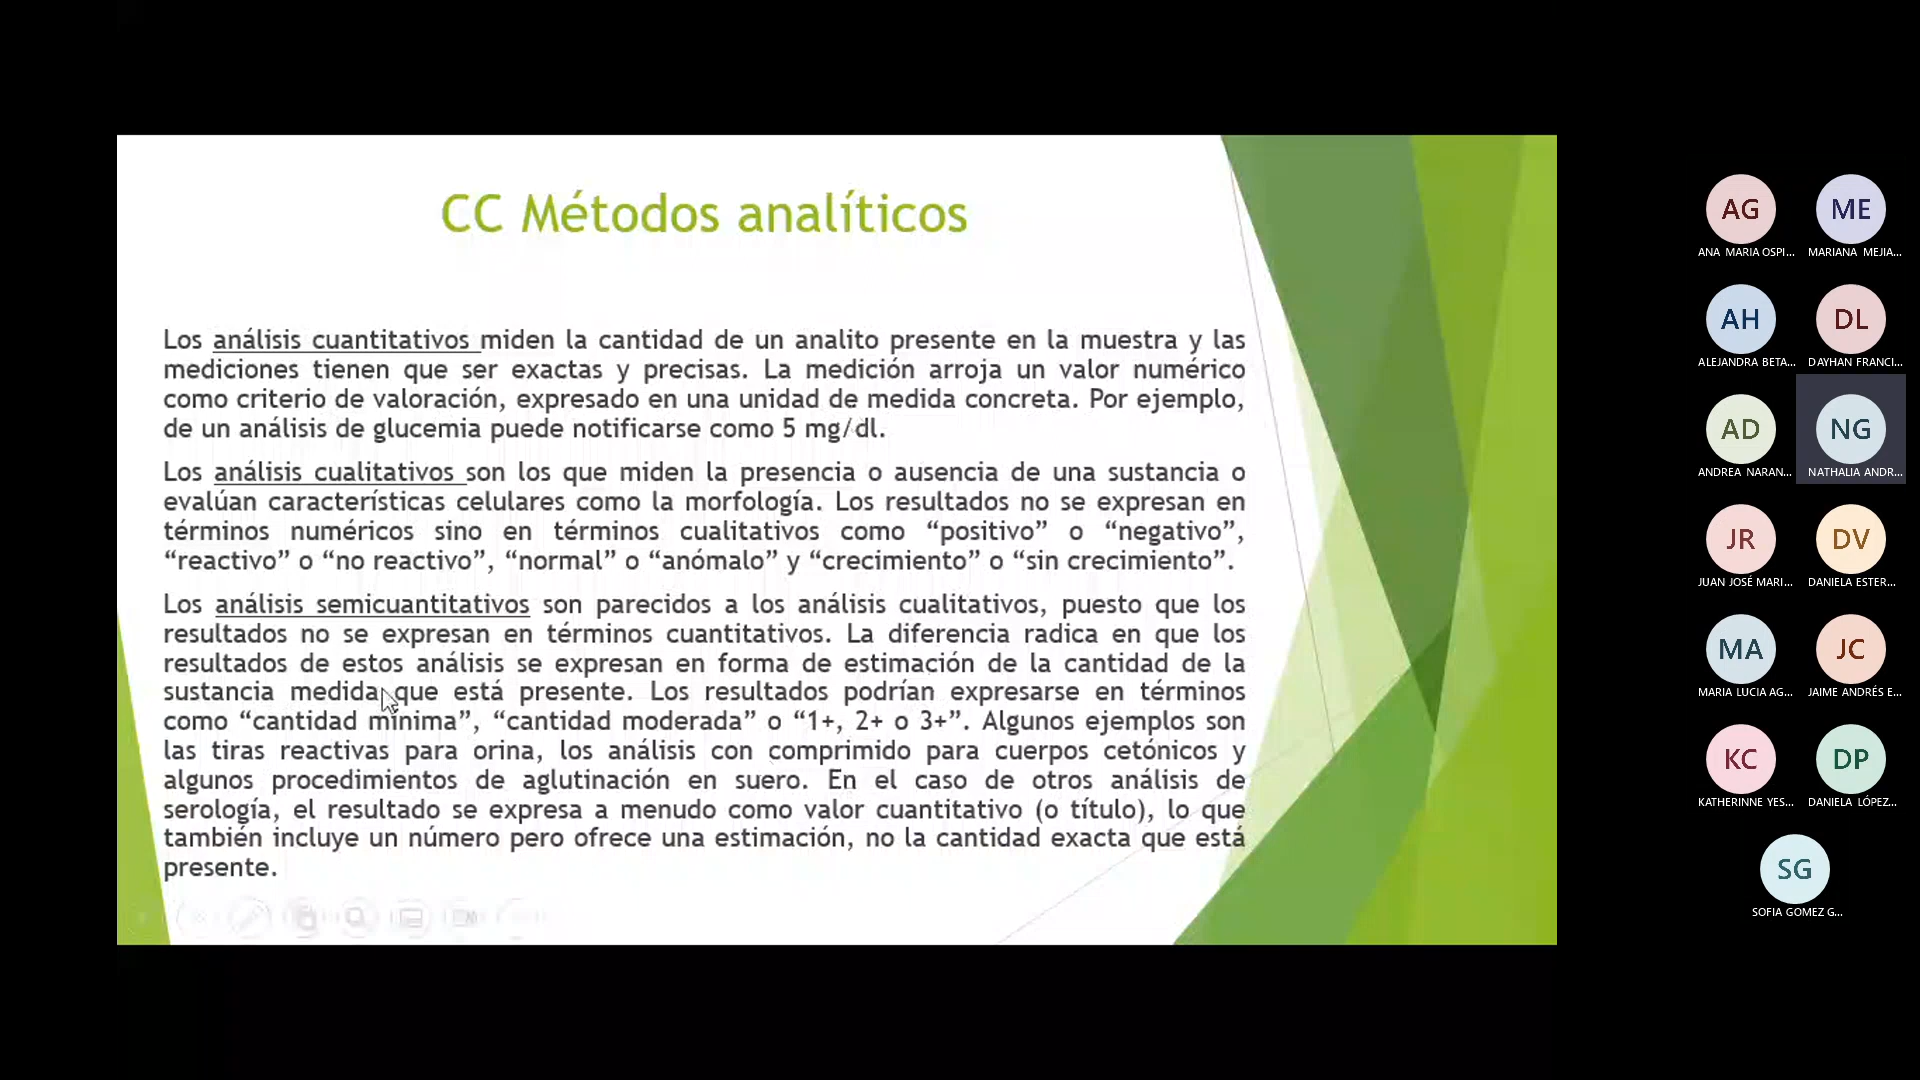 CC Métodos analíticos
Los análisis cuantitativos miden la cantidad de un analito presente en la muestra y las
mediciones tienen que ser exactas y precisas. La medición arroja un valor numérico
como criterio de valoración, expresado en una unidad de medida concreta. Por ejemplo,
de un análisis de glucemia puede notificarse como 5 mg/dl.
Los análisis cualitativos son los que miden la presencia o ausencia de una sustancia o
evalúan características celulares como la morfología. Los resultados no se expresan en
términos numéricos sino en términos cualitativos como “positivo” o “negativo”,
“reactivo” o “no reactivo”, “normal” o “anómalo” y “crecimiento” o “sin crecimiento”.
Los análisis semicuantitativos son parecidos a los análisis cualitativos, puesto que los
resultados no se expresan en términos cuantitativos. La diferencia radica en que los
resultados de estos análisis se expresan en forma de estimación de la cantidad de la
sustancia medida que está presente. Los resultados podrían expresarse en términos
como “cantidad mínima”, “cantidad moderada” o “1+, 2+ o 3+”. Algunos ejemplos son
las tiras reactivas para orina, los análisis con comprimido para cuerpos cetónicos y
algunos procedimientos de aglutinación en suero. En el caso de otros análisis de
serología, el resultado se expresa a menudo como valor cuantitativo (o título), lo que
también incluye un número pero ofrece una estimación, no la cantidad exacta que está
presente.
AG ME
ANA MARIA OSPI... MARIANA MEJIA...
AH DL
ALEJANDRA BETA... DAYHAN FRANCI...
AD NG
ANDREA NARAN... NATHALIA ANDR...
JR DV
JUAN JOSÉ MARI... DANIELA ESTER...
MA JC
MARIA LUCIA AG... JAIME ANDRÉS E...
KC DP
KATHERINNE YES... DANIELA LÓPEZ...
SG
SOFIA GOMEZ G...